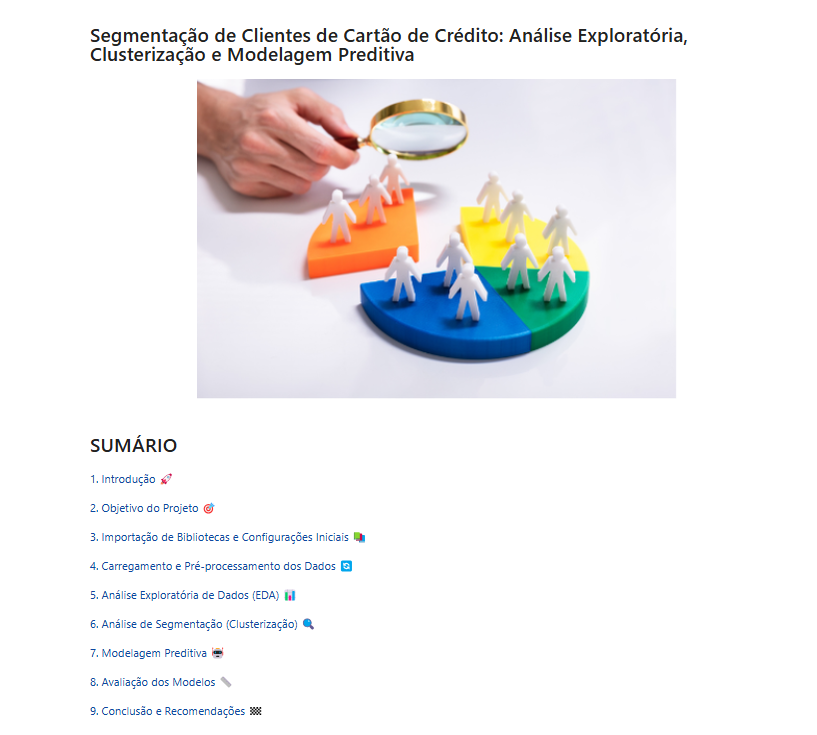 Segmentação de Clientes de Cartão de Crédito: Análise Exploratória,
Clusterização e Modelagem Preditiva
SUMÁRIO
1. Introdução 🚀
2. Objetivo do Projeto 🎯
3. Importação de Bibliotecas e Configurações Iniciais 📚
4. Carregamento e Pré-processamento dos Dados 🔄
5. Análise Exploratória de Dados (EDA) 📊
6. Análise de Segmentação (Clusterização) 🔍
7. Modelagem Preditiva 🤖
8. Avaliação dos Modelos 📏
9. Conclusão e Recomendações 🏁